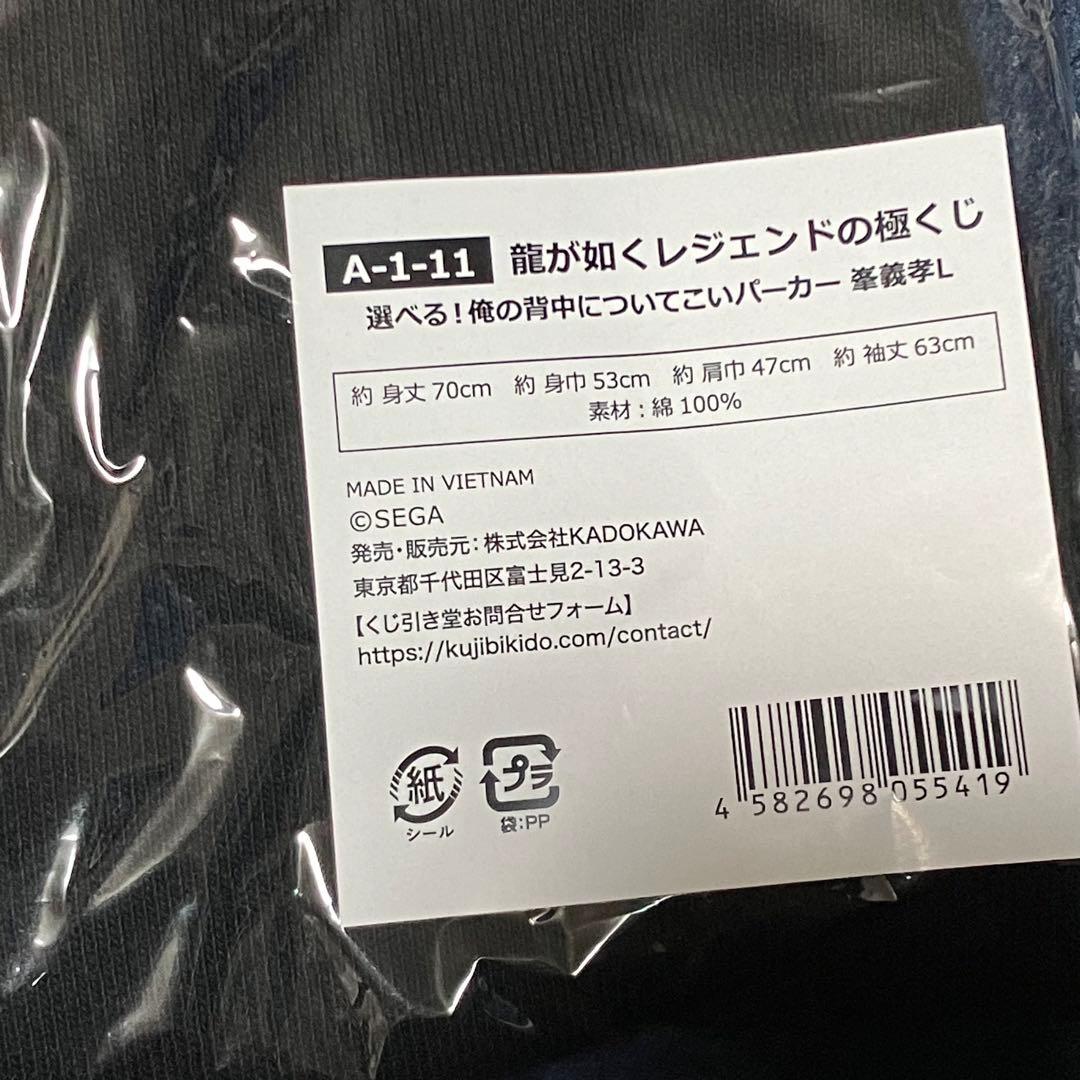 A-1-11 龍が如くレジェンドの極くじ
選べる!俺の背中についてこいパーカー 峯義孝L
約 身丈 70cm 約 身巾 53cm 約 肩巾 47cm 約 袖丈 63cm
素材:綿 100%
MADE IN VIETNAM
©SEGA
発売・販売元:株式会社KADOKAWA
東京都千代田区富士見2-13-3
【くじ引き堂お問合せフォーム】
https://kujibikido.com/contact/
紙 プラ
シール 袋:PP
4 582698 055419